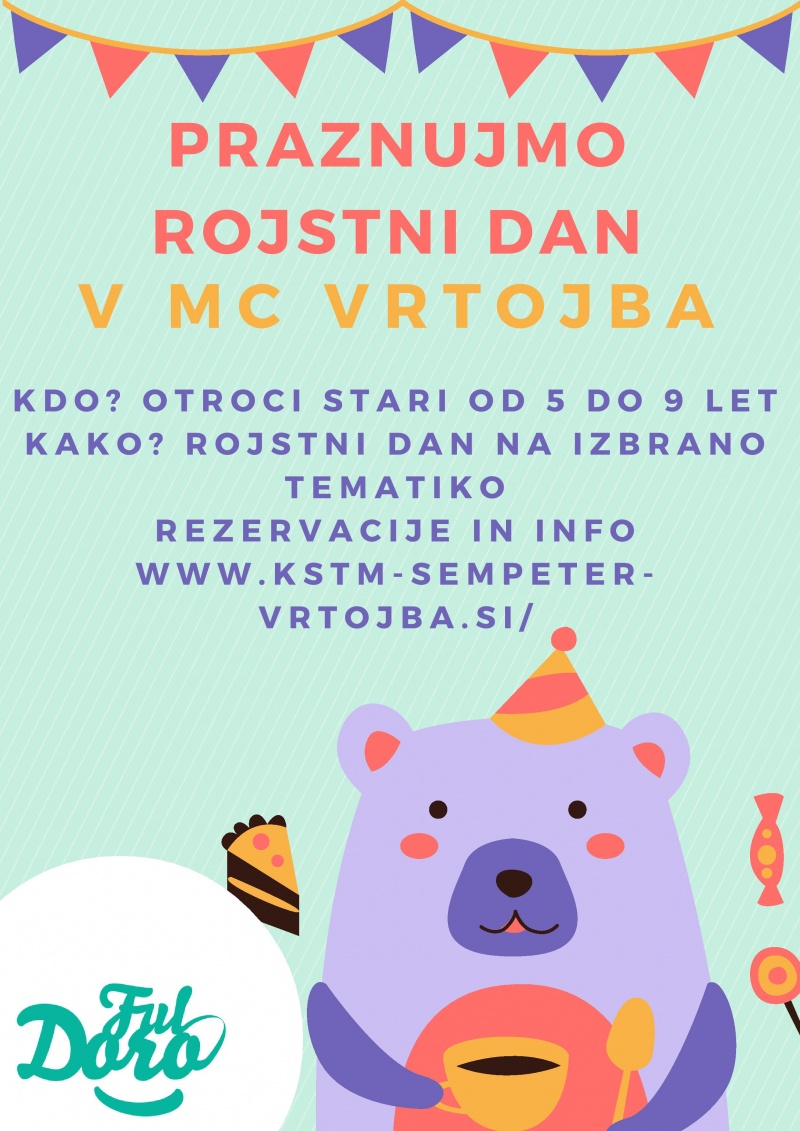 PRAZNUJMO
ROJSTNI DAN
V MC VRTOJBA
KDO? OTROCI STARI OD 5 DO 9 LET
KAKO? ROJSTNI DAN NA IZBRANO
TEMATIKO
REZERVACIJE IN INFO
WWW.KSTM-SEMPETER-
VRTOJBA.SI/
Ful
Doro